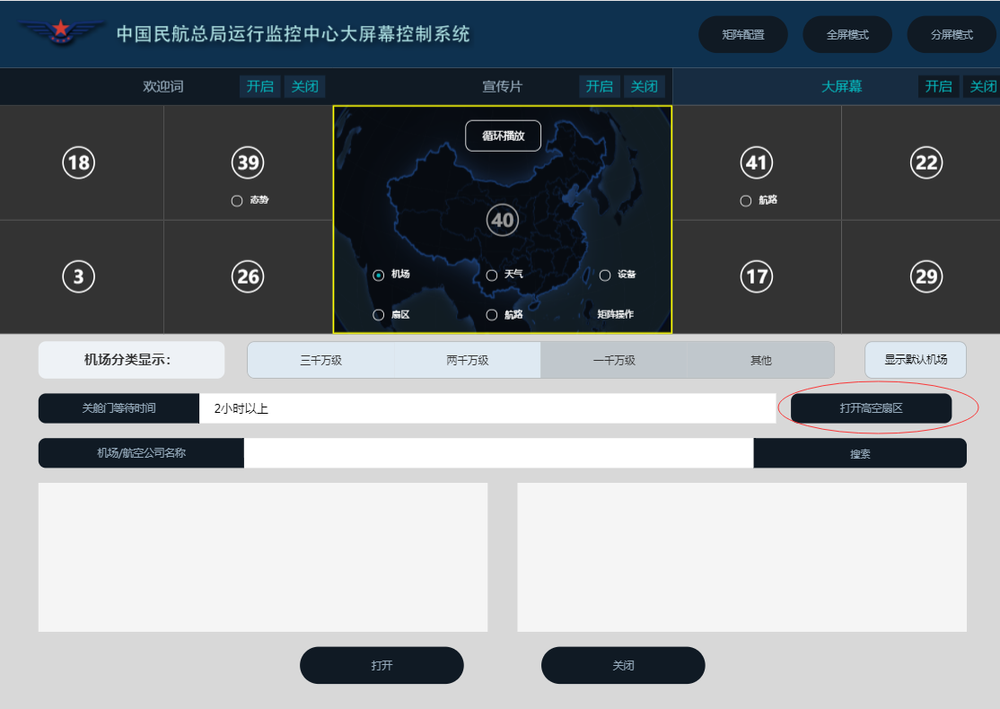 中国民航总局运行监控中心大屏幕控制系统
矩阵配置 全屏模式 分屏模式
欢迎词 开启 关闭 宣传片 开启 关闭 大屏幕 开启 关闭
循环播放
18 39 41 22
态势 航路
40
3 26 17 29
机场 天气 设备
扇区 航路 矩阵操作
机场分类显示： 三千万级 两千万级 一千万级 其他 显示默认机场
关舱门等待时间 2小时以上 打开高空扇区
机场/航空公司名称 搜索
打开 关闭